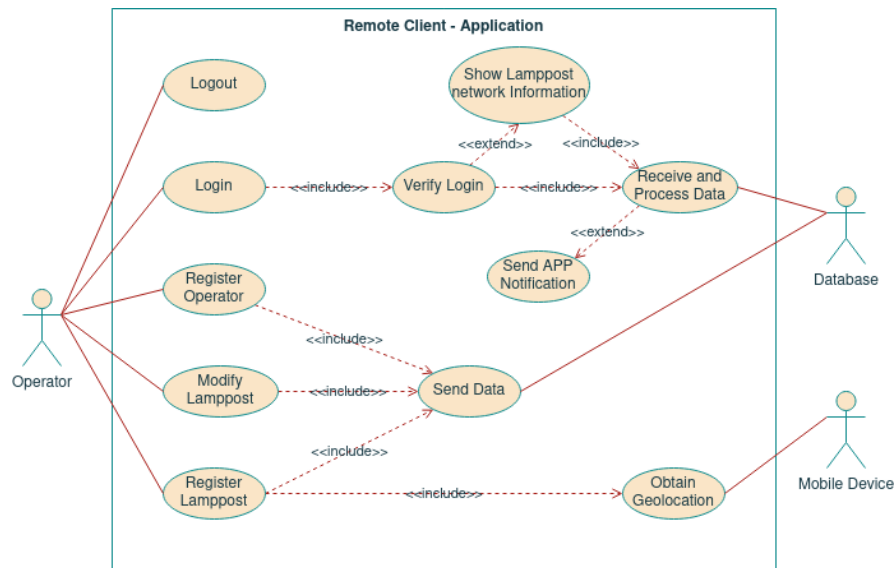 Remote Client - Application
Show Lamppost
network Information
Logout
<<extend>>
<<include>>
Login
<<include>>
Verify Login
<<include>>
Receive and
Process Data
<<extend>>
Database
Send APP
Notification
Register
Operator
<<include>>
Operator
Modify
Lamppost
<<include>>
Send Data
<<include>>
Register
Lamppost
<<include>>
Obtain
Geolocation
Mobile Device